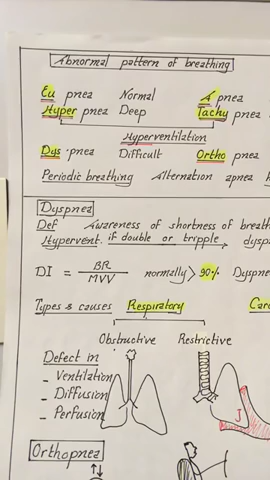 Abnormal pattern of breathing
Eu pnea Normal A pnea
Hyper pnea Deep Tachy pnea
Hyperventilation
Dys.pnea Difficult Ortho pnea
Periodic breathing Alternation apnea
Dyspnea
Def Awareness of shortness of breath
Hypervent. if double or tripple dysp
DI = BR/MVV normally > 90% Dyspne
Types & causes Respiratory Card
Obstructive Restrictive
Defect in
- Ventilation
- Diffusion
- Perfusion
Orthopnea